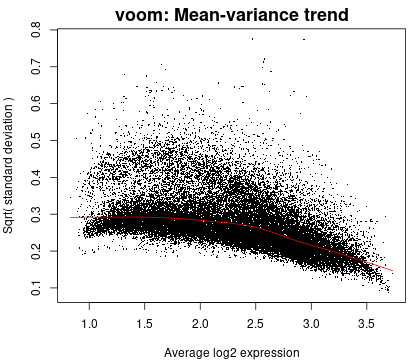 voom: Mean-variance trend
Sqrt( standard deviation )
0.8
0.7
0.6
0.5
0.4
0.3
0.2
0.1
1.0 1.5 2.0 2.5 3.0 3.5
Average log2 expression